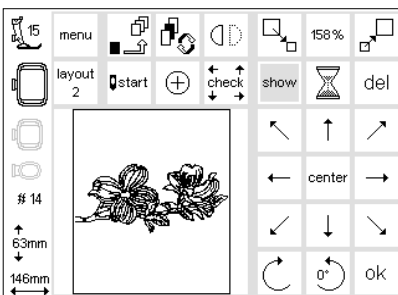 15
menu
158%
layout
2
start
check
show
del
# 14
center
63mm
146mm
0°
ok